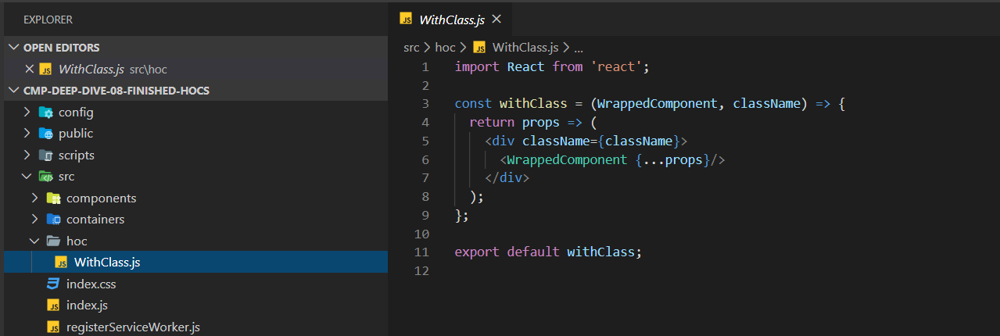 EXPLORER
OPEN EDITORS
JS WithClass.js src\hoc
CMP-DEEP-DIVE-08-FINISHED-HOCS
config
public
scripts
src
components
containers
hoc
JS WithClass.js
index.css
JS index.js
JS registerServiceWorker.js
JS WithClass.js
src > hoc > JS WithClass.js > ...
1 import React from 'react';
2
3 const withClass = (WrappedComponent, className) => {
4 return props => (
5 <div className={className}>
6 <WrappedComponent {...props}/>
7 </div>
8 );
9 };
10
11 export default withClass;
12